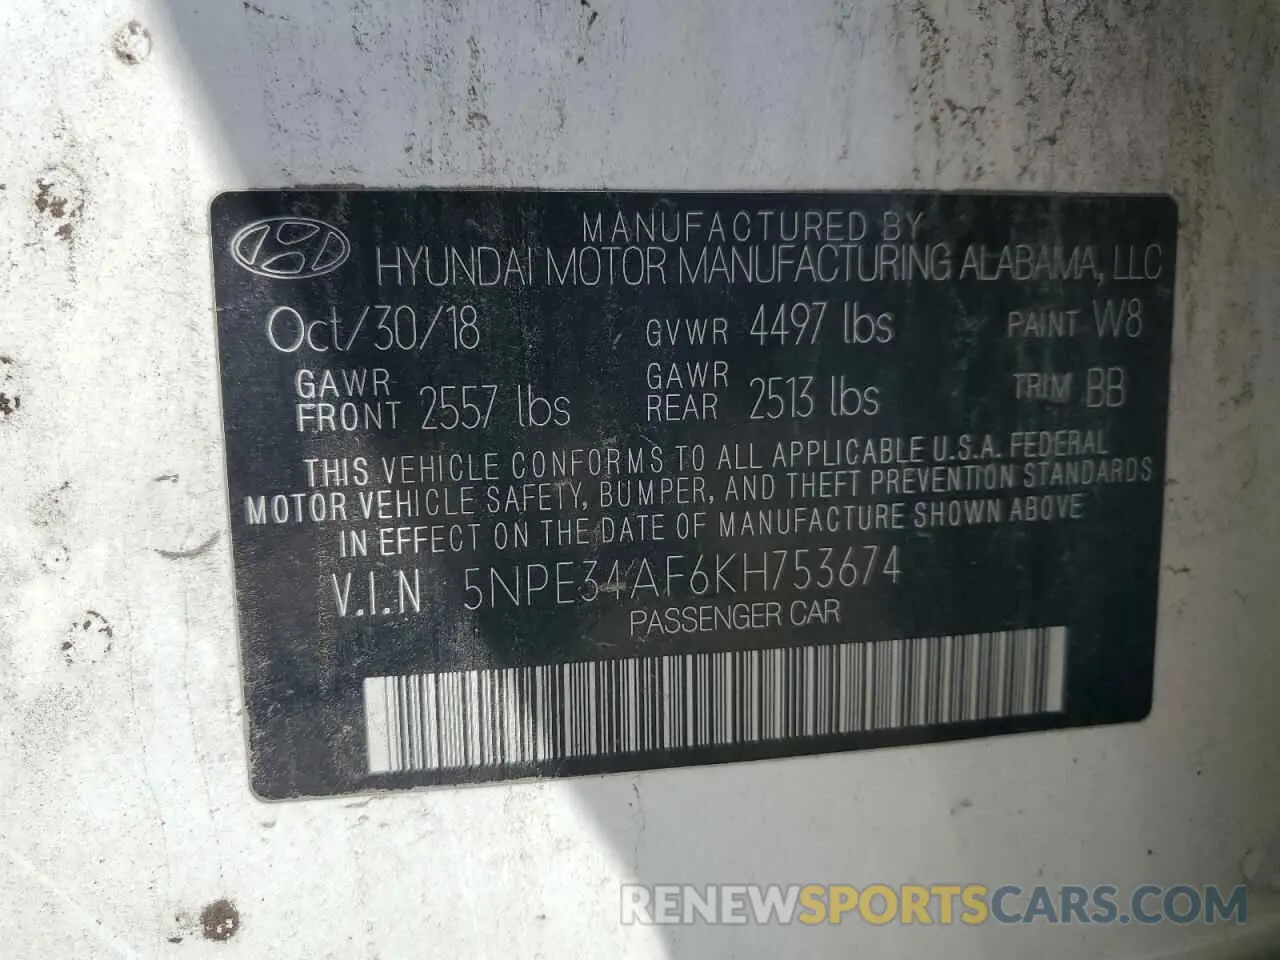 MANUFACTURED BY
HYUNDAI MOTOR MANUFACTURING ALABAMA, LLC
Oct/30/18 GVWR 4497 lbs PAINT W8
GAWR FRONT 2557 lbs GAWR REAR 2513 lbs TRIM BB
THIS VEHICLE CONFORMS TO ALL APPLICABLE U.S.A. FEDERAL
MOTOR VEHICLE SAFETY, BUMPER, AND THEFT PREVENTION STANDARDS
IN EFFECT ON THE DATE OF MANUFACTURE SHOWN ABOVE
V.I.N 5NPE34AF6KH753674
PASSENGER CAR
RENEWSPORTSCARS.COM